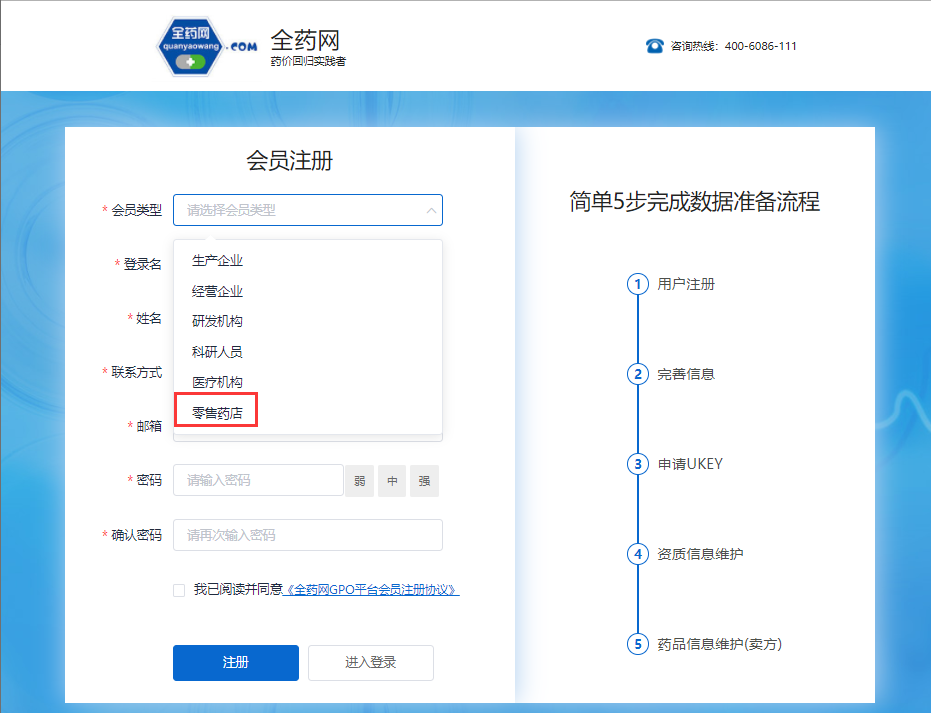 全药网
quanyaowang
.COM
全药网
药价回归实践者
咨询热线：400-6086-111
会员注册
* 会员类型
请选择会员类型
生产企业
经营企业
研发机构
科研人员
医疗机构
零售药店
* 登录名
* 姓名
* 联系方式
* 邮箱
* 密码
请输入密码
弱 中 强
* 确认密码
请再次输入密码
我已阅读并同意《全药网GPO平台会员注册协议》
注册
进入登录
简单5步完成数据准备流程
1 用户注册
2 完善信息
3 申请UKEY
4 资质信息维护
5 药品信息维护(卖方)